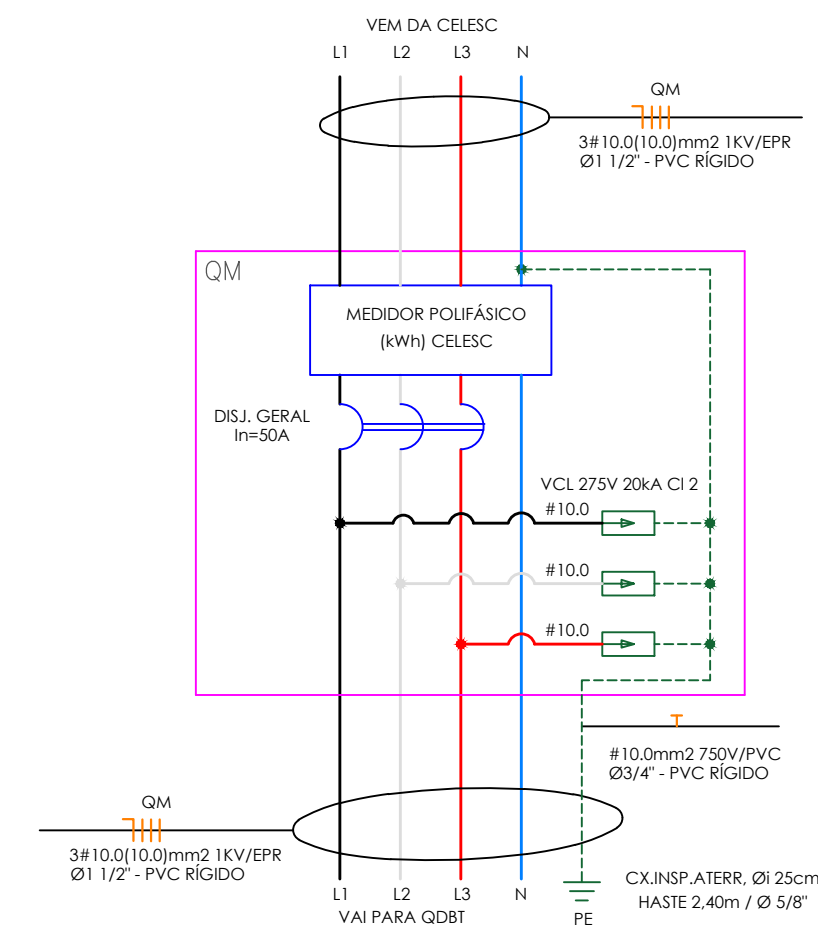 VEM DA CELESC
L1 L2 L3 N
QM
3#10.0(10.0)mm2 1KV/EPR
Ø1 1/2" - PVC RÍGIDO
QM
MEDIDOR POLIFÁSICO
(kWh) CELESC
DISJ. GERAL
In=50A
VCL 275V 20kA Cl 2
#10.0
#10.0
#10.0
#10.0mm2 750V/PVC
Ø3/4" - PVC RÍGIDO
QM
3#10.0(10.0)mm2 1KV/EPR
Ø1 1/2" - PVC RÍGIDO
L1 L2 L3 N
VAI PARA QDBT
PE
CX.INSP.ATERR, Øi 25cm
HASTE 2,40m / Ø 5/8"